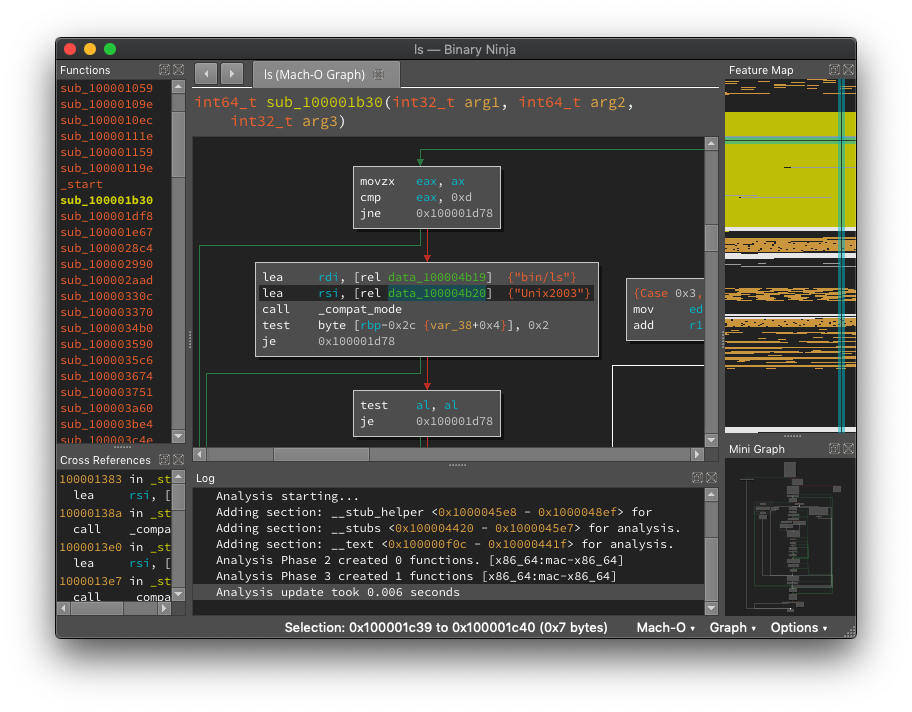 ls — Binary Ninja
Functions
sub_100001059
sub_10000109e
sub_1000010ec
sub_10000111e
sub_100001159
sub_10000119e
_start
sub_100001b30
sub_100001df8
sub_100001e67
sub_1000028c4
sub_100002990
sub_100002aad
sub_10000330c
sub_100003370
sub_1000034b0
sub_100003590
sub_1000035c6
sub_100003674
sub_100003751
sub_100003a60
sub_100003be4
sub_100003c4e
Cross References
100001383 in _st
lea rsi, [
10000138a in _st
call _compa
1000013e0 in _st
lea rsi, [
1000013e7 in _st
call _compa
ls (Mach-O Graph)
int64_t sub_100001b30(int32_t arg1, int64_t arg2,
int32_t arg3)
movzx eax, ax
cmp eax, 0xd
jne 0x100001d78
lea rdi, [rel data_100004b19] {"bin/ls"}
lea rsi, [rel data_100004b20] {"Unix2003"}
call _compat_mode
test byte [rbp-0x2c {var_38+0x4}], 0x2
je 0x100001d78
{Case 0x3,
mov ed
add r1
test al, al
je 0x100001d78
Log
Analysis starting...
Adding section: __stub_helper <0x1000045e8 - 0x1000048ef> for
Adding section: __stubs <0x100004420 - 0x1000045e7> for analysis.
Adding section: __text <0x100000f0c - 0x10000441f> for analysis.
Analysis Phase 2 created 0 functions. [x86_64:mac-x86_64]
Analysis Phase 3 created 1 functions [x86_64:mac-x86_64]
Analysis update took 0.006 seconds
Feature Map
Mini Graph
Selection: 0x100001c39 to 0x100001c40 (0x7 bytes) Mach-O Graph Options